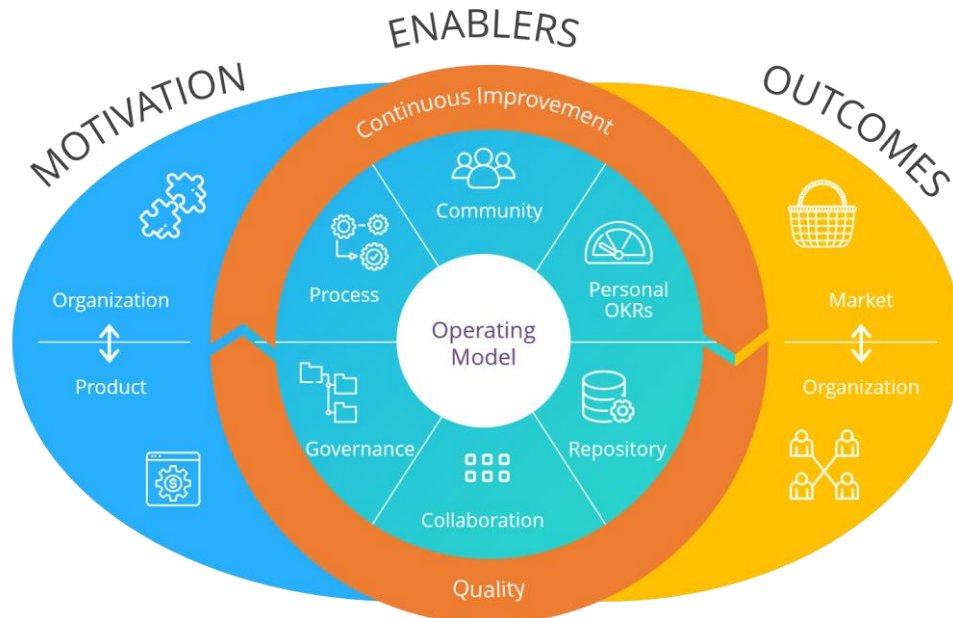 MOTIVATION
ENABLERS
OUTCOMES
Continuous Improvement
Community
Process
Personal
OKRs
Organization
Product
Operating
Model
Market
Organization
Governance
Repository
Collaboration
Quality
$